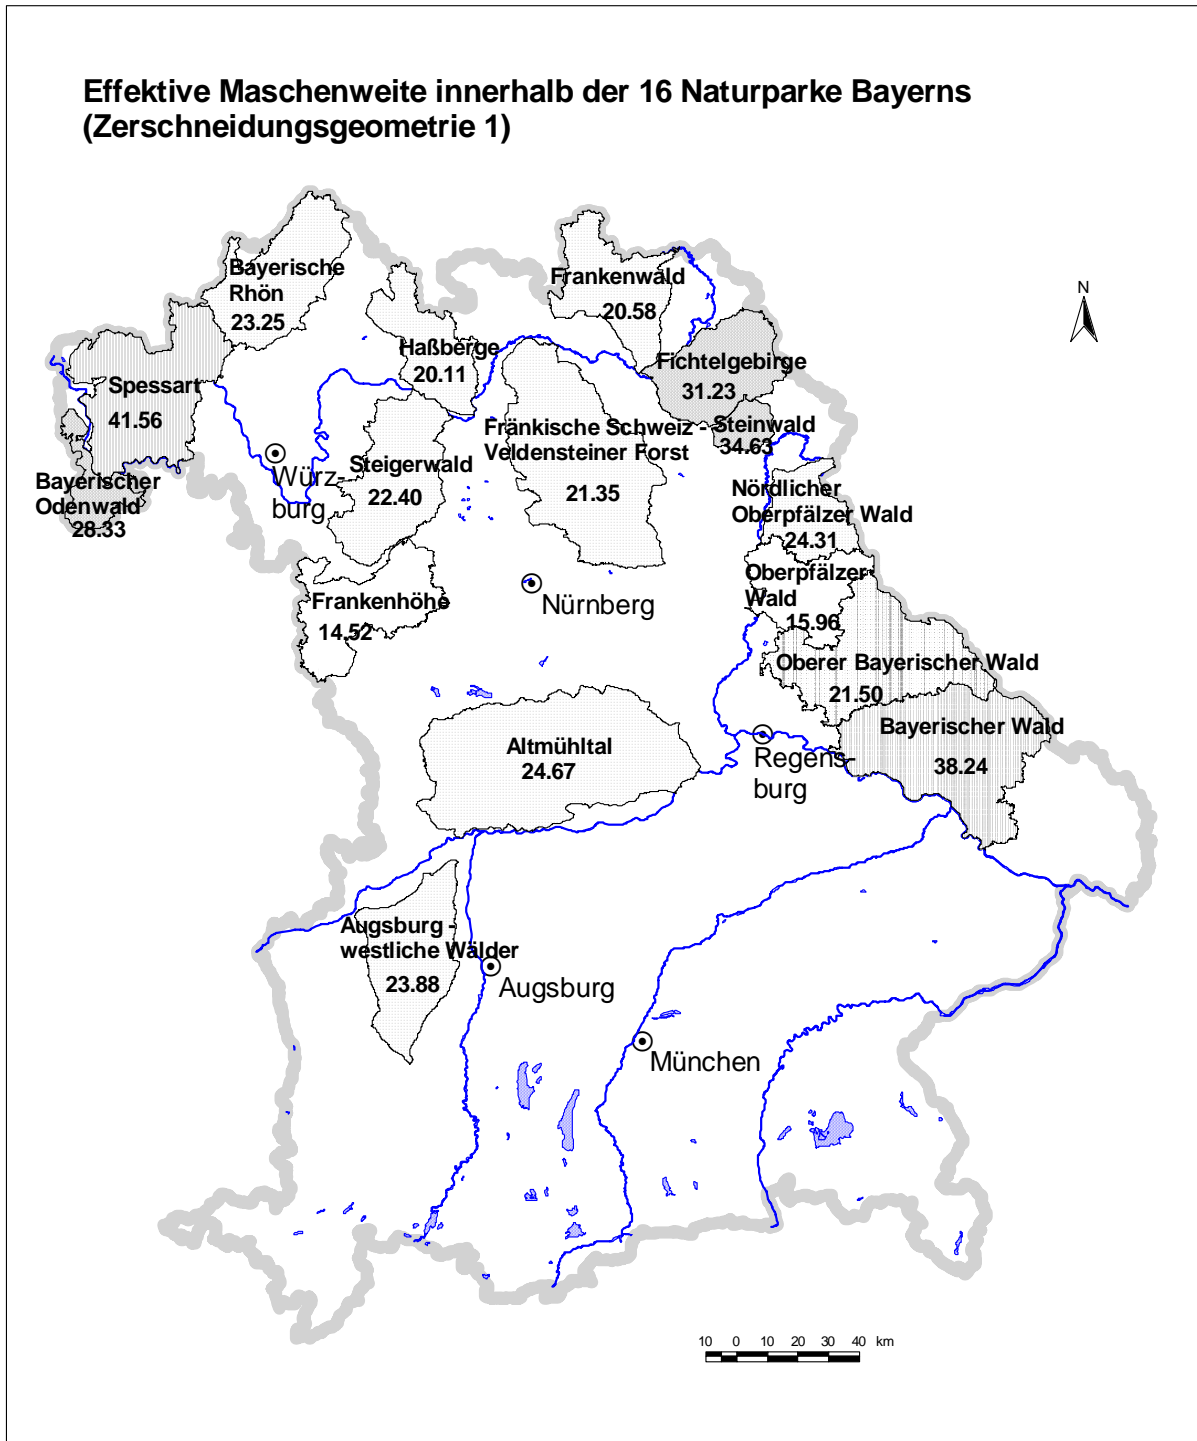 Effektive Maschenweite innerhalb der 16 Naturparke Bayerns
(Zerschneidungsgeometrie 1)
Bayerische
Rhön
23.25
Frankenwald
20.58
N
Haßberge
20.11
Fichtelgebirge
31.23
Spessart
41.56
Steinwald
34.63
Fränkische Schweiz -
Veldensteiner Forst
21.35
Steigerwald
22.40
Würz-
burg
Bayerischer
Odenwald
28.33
Nördlicher
Oberpfälzer Wald
24.31
Oberpfälzer
Wald
15.96
Frankenhöhe
14.52
Nürnberg
Oberer Bayerischer Wald
21.50
Bayerischer Wald
38.24
Altmühltal
24.67
Regens-
burg
Augsburg -
westliche Wälder
23.88
Augsburg
München
10 0 10 20 30 40 km